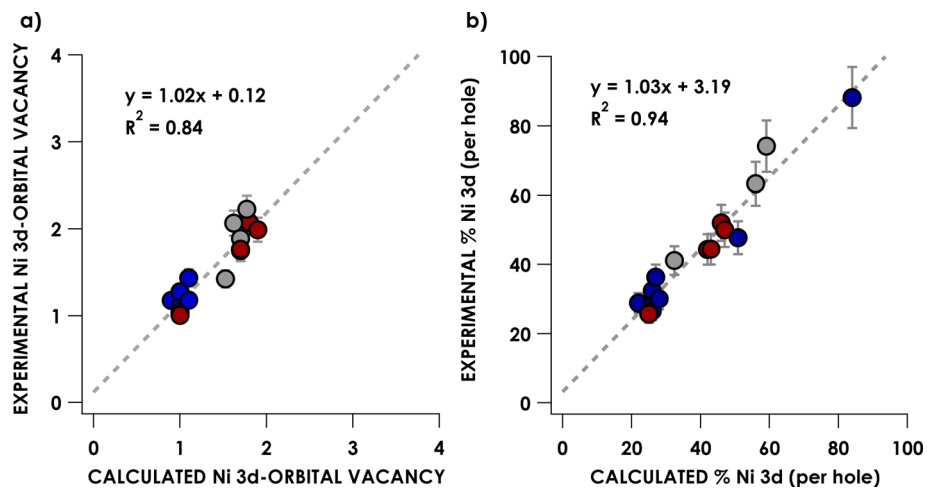 a)
EXPERIMENTAL Ni 3d-ORBITAL VACANCY
4
3
2
1
0
y = 1.02x + 0.12
R² = 0.84
0 1 2 3 4
CALCULATED Ni 3d-ORBITAL VACANCY
b)
EXPERIMENTAL % Ni 3d (per hole)
100
80
60
40
20
0
y = 1.03x + 3.19
R² = 0.94
0 20 40 60 80 100
CALCULATED % Ni 3d (per hole)